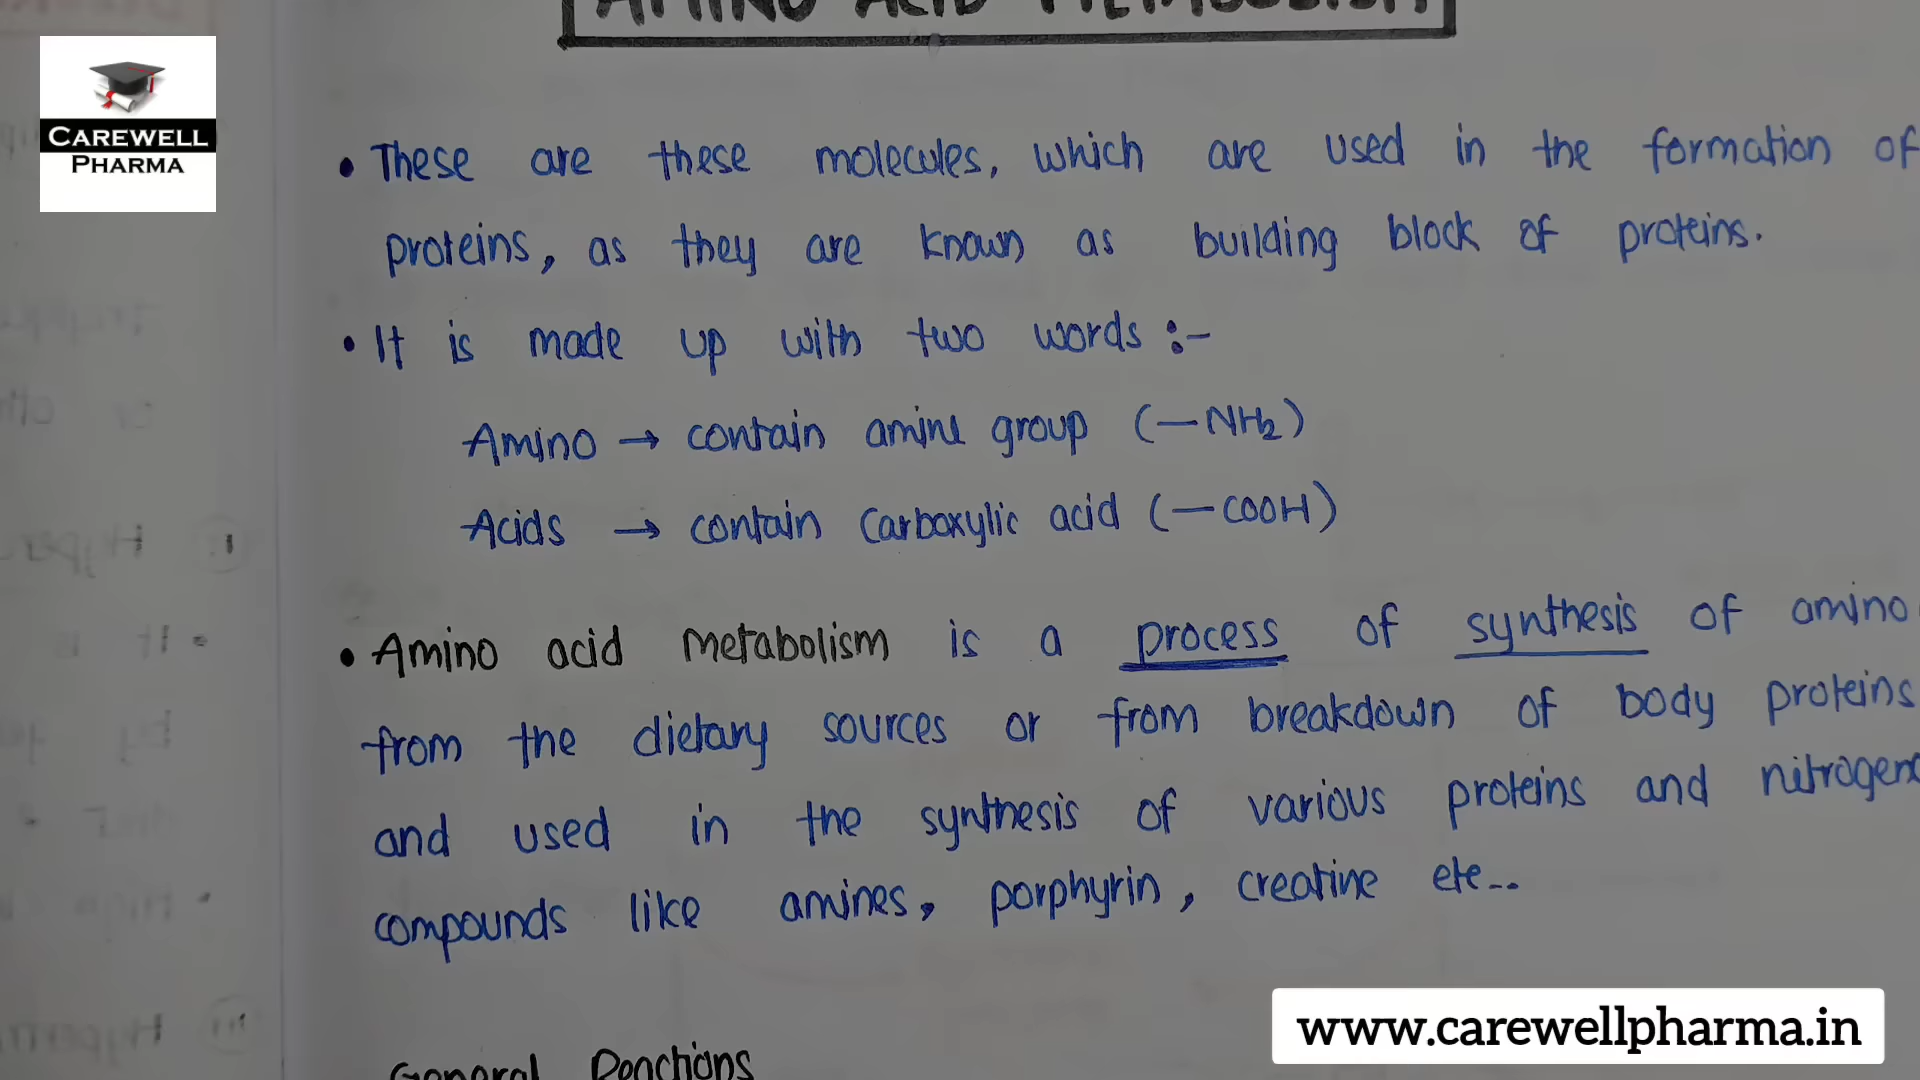 AMINO ACID METABOLISM
CAREWELL
PHARMA
• These are these molecules, which are used in the formation of
proteins, as they are known as building block of proteins.
• It is made up with two words :-
Amino → contain amine group (-NH₂)
Acids → contain carboxylic acid (-COOH)
• Amino acid metabolism is a process of synthesis of amino
from the dietary sources or from breakdown of body proteins
and used in the synthesis of various proteins and nitrogeno
compounds like amines, porphyrin, creatine etc..
General Reactions
www.carewellpharma.in